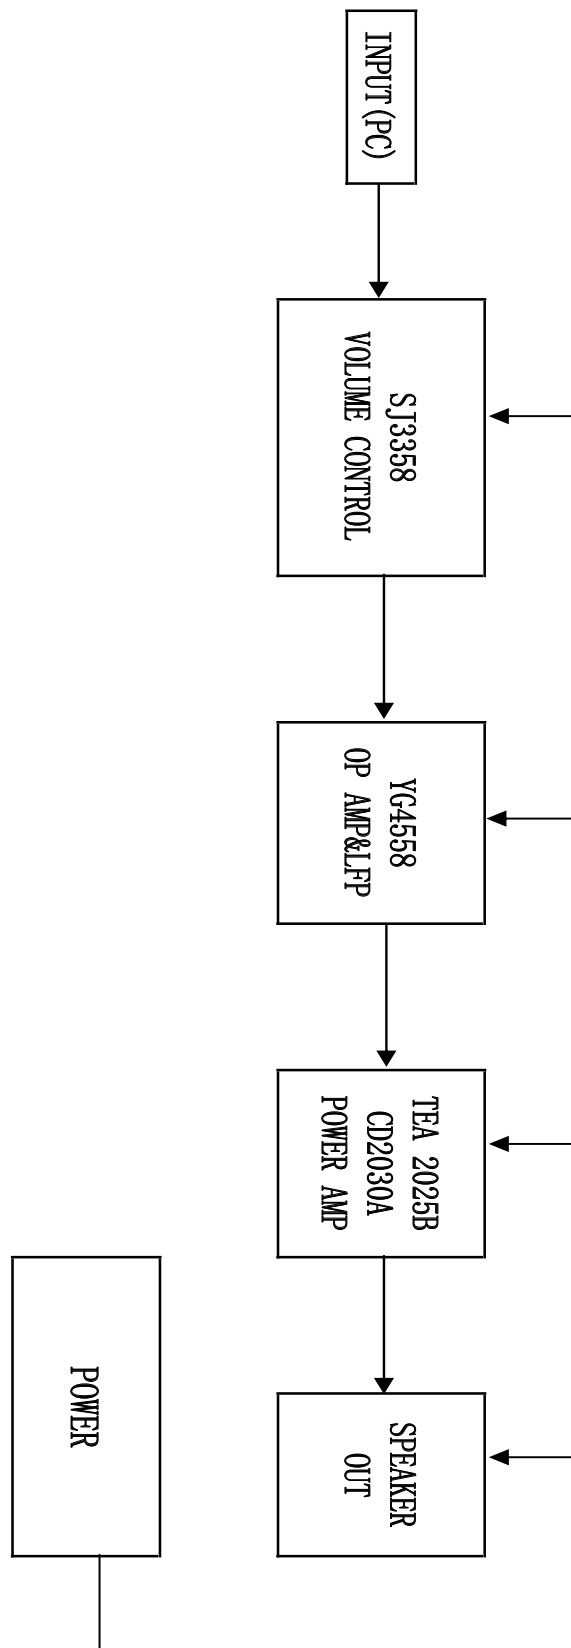 INPUT(PC)
SJ3358
VOLUME CONTROL
YG4558
OP AMP&LFP
TEA 2025B
CD2030A
POWER AMP
SPEAKER
OUT
POWER